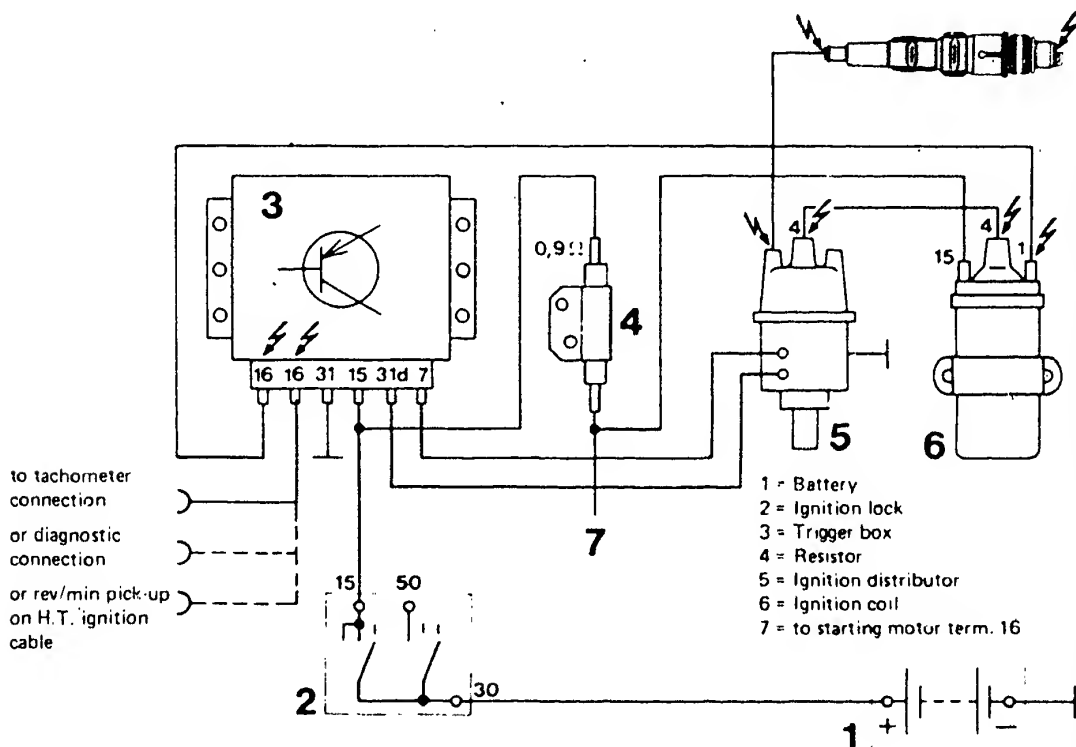 3
4
4
1
15
0,9Ω
4
16 16 31 15 31d 7
5
6
to tachometer
connection
or diagnostic
connection
or rev/min pick-up
on H.T. ignition
cable
7
1 = Battery
2 = Ignition lock
3 = Trigger box
4 = Resistor
5 = Ignition distributor
6 = Ignition coil
7 = to starting motor term. 16
15 50
2
30
1
+ −